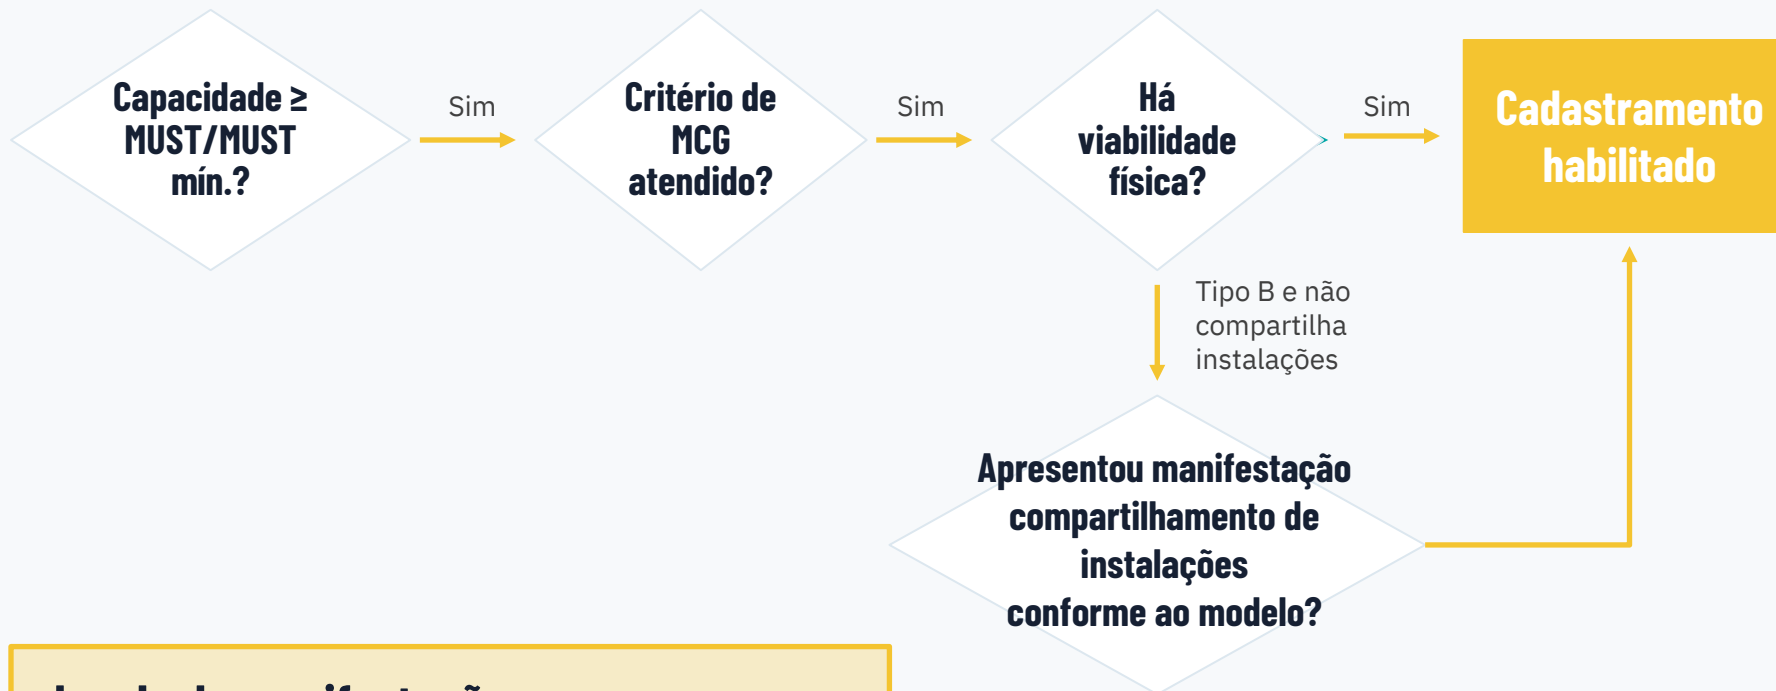 Capacidade ≥
MUST/MUST
mín.?
Sim
Critério de
MCG
atendido?
Sim
Há
viabilidade
física?
Sim
Cadastramento
habilitado
Tipo B e não
compartilha
instalações
Apresentou manifestação
compartilhamento de
instalações
conforme ao modelo?